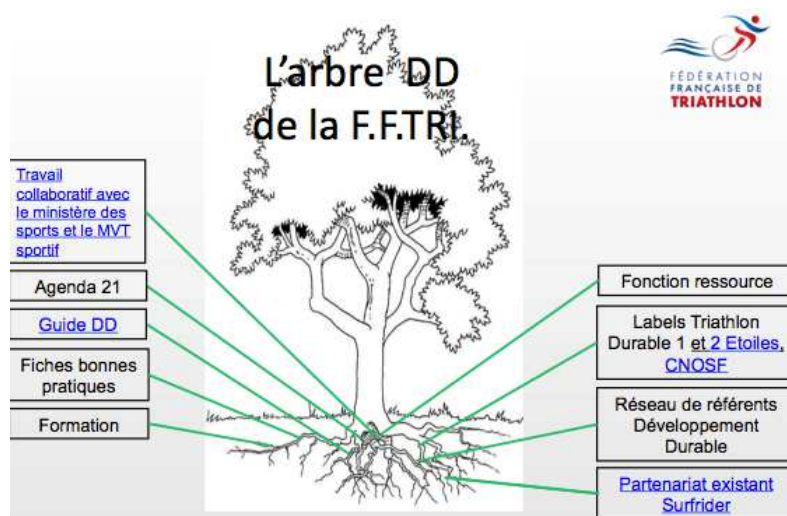 L'arbre DD
de la F.F.TRI.
FÉDÉRATION
FRANÇAISE DE
TRIATHLON
Travail
collaboratif avec
le ministère des
sports et le MVT
sportif
Agenda 21
Guide DD
Fiches bonnes
pratiques
Formation
Fonction ressource
Labels Triathlon
Durable 1 et 2 Etoiles,
CNOSF
Réseau de référents
Développement
Durable
Partenariat existant
Surfrider